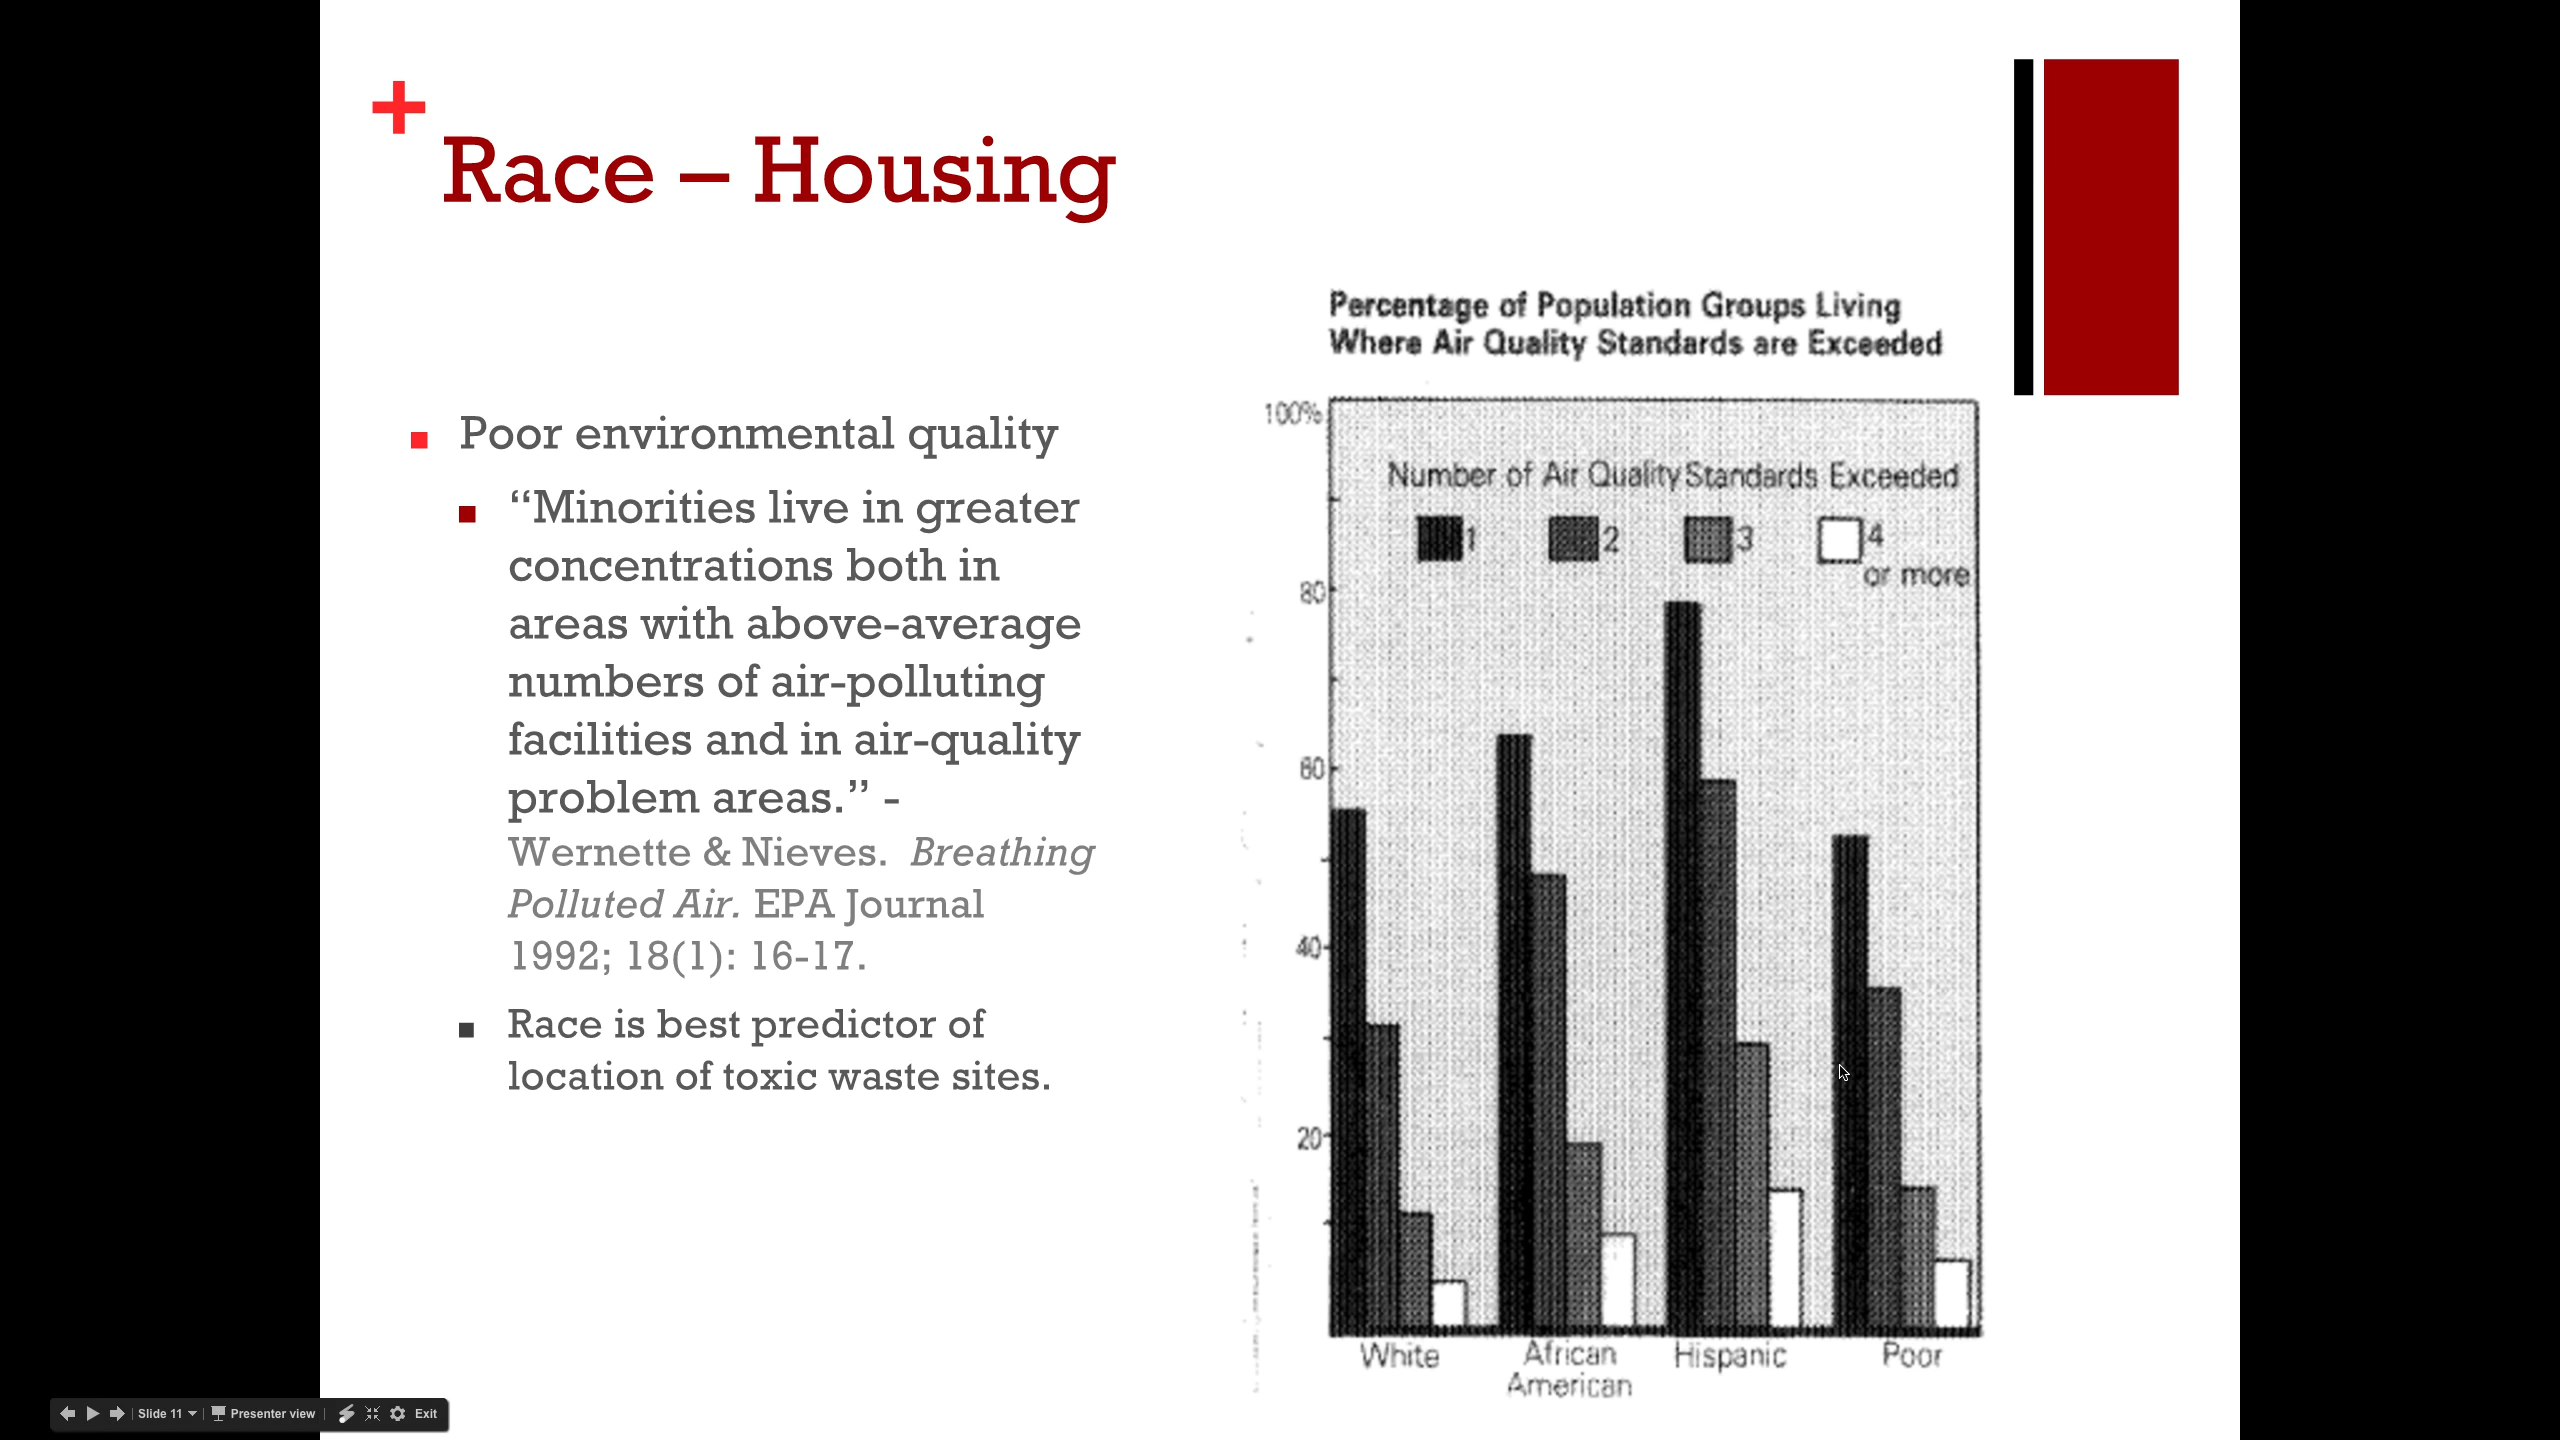 +
Race – Housing
Poor environmental quality
“Minorities live in greater
concentrations both in
areas with above-average
numbers of air-polluting
facilities and in air-quality
problem areas.” -
Wernette & Nieves. Breathing
Polluted Air. EPA Journal
1992; 18(1): 16-17.
Race is best predictor of
location of toxic waste sites.
Percentage of Population Groups Living
Where Air Quality Standards are Exceeded
100%
Number of Air Quality Standards Exceeded
1 2 3 4
or more
80
60
40
20
White African Hispanic Poor
American
Slide 11 Presenter view Exit